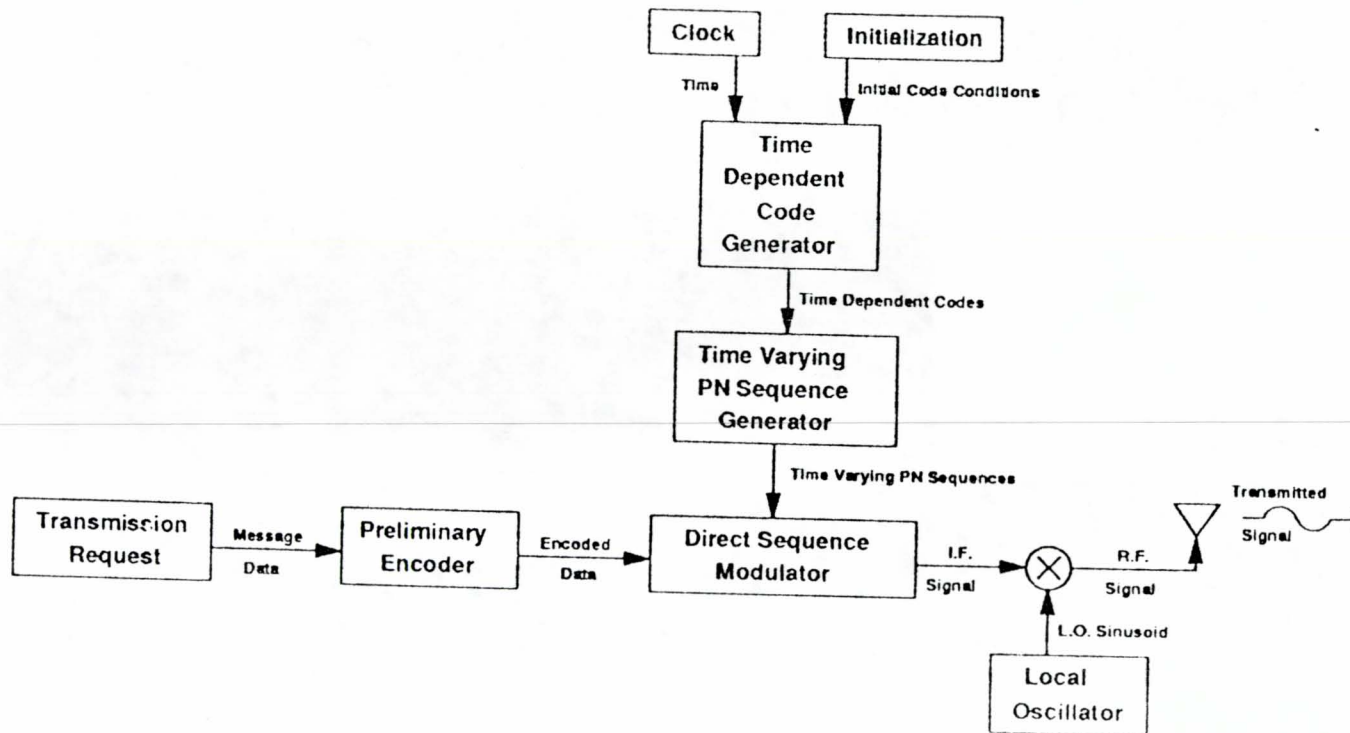 Clock
Initialization
Time
Initial Code Conditions
Time
Dependent
Code
Generator
Time Dependent Codes
Time Varying
PN Sequence
Generator
Time Varying PN Sequences
Transmission
Request
Message
Data
Preliminary
Encoder
Encoded
Data
Direct Sequence
Modulator
I.F.
Signal
R.F.
Signal
Transmitted
Signal
L.O. Sinusoid
Local
Oscillator